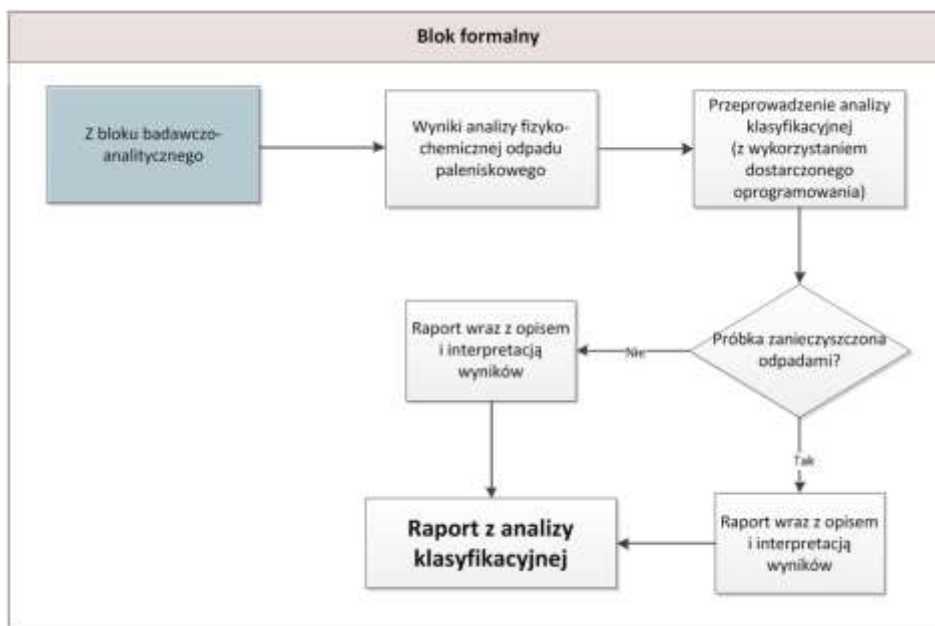 Blok formalny
Z bloku badawczo-
analitycznego
Wyniki analizy fizyko-
chemicznej odpadu
paleniskowego
Przeprowadzenie analizy
klasyfikacyjnej
(z wykorzystaniem
dostarczonego
oprogramowania)
Próbka zanieczyszczona
odpadami?
Nie
Raport wraz z opisem
i interpretacją
wyników
Tak
Raport wraz z opisem
i interpretacją
wyników
Raport z analizy
klasyfikacyjnej